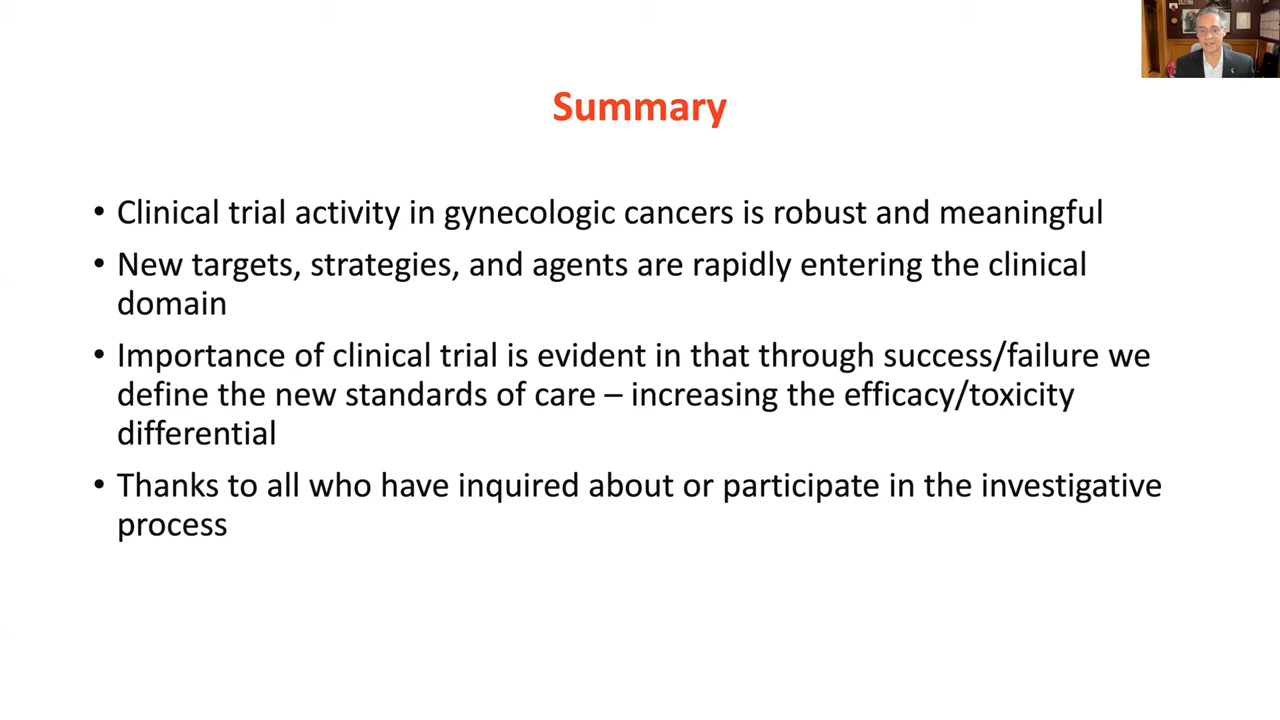 Summary
• Clinical trial activity in gynecologic cancers is robust and meaningful
• New targets, strategies, and agents are rapidly entering the clinical
domain
• Importance of clinical trial is evident in that through success/failure we
define the new standards of care – increasing the efficacy/toxicity
differential
• Thanks to all who have inquired about or participate in the investigative
process